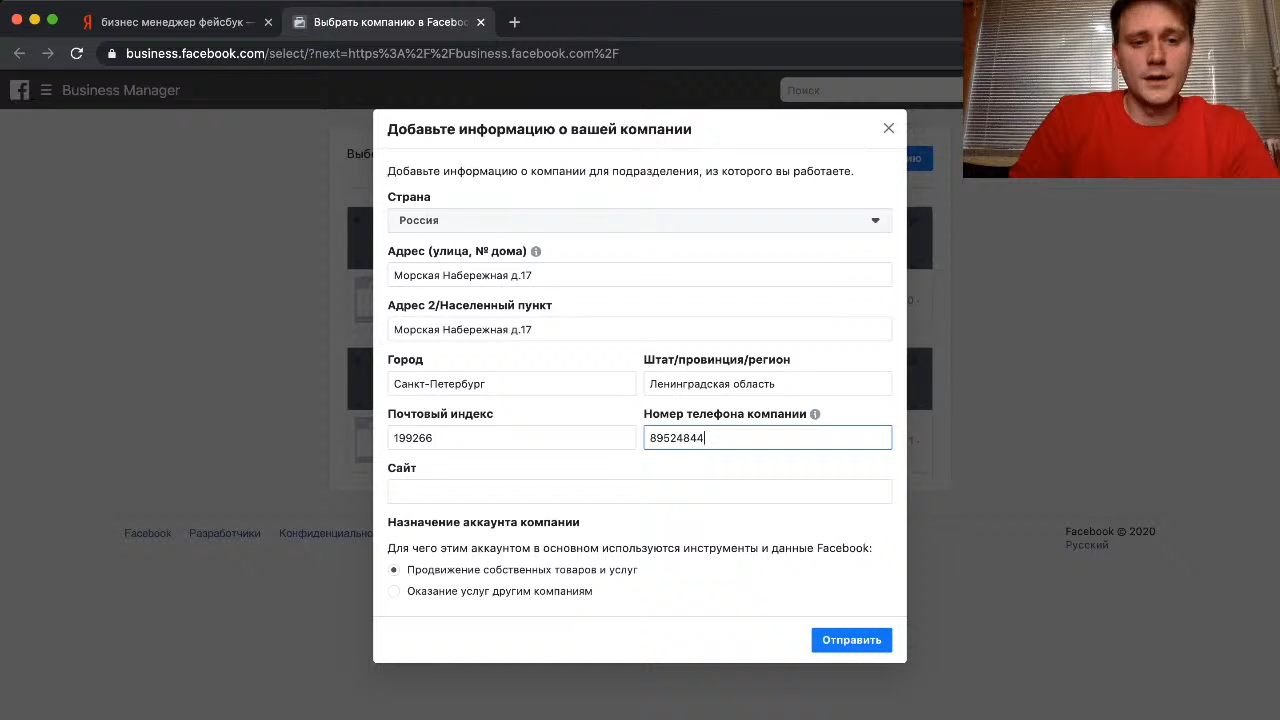 бизнес менеджер фейсбук —
Выбрать компанию в Facebo
business.facebook.com/select/?next=https%3A%2F%2Fbusiness.facebook.com%2F
Business Manager
Поиск
Добавьте информацию о вашей компании
Добавьте информацию о компании для подразделения, из которого вы работаете.
Страна
Россия
Адрес (улица, № дома)
Морская Набережная д.17
Адрес 2/Населенный пункт
Морская Набережная д.17
Город
Штат/провинция/регион
Санкт-Петербург
Ленинградская область
Почтовый индекс
Номер телефона компании
199266
89524844
Сайт
Назначение аккаунта компании
Для чего этим аккаунтом в основном используются инструменты и данные Facebook:
Продвижение собственных товаров и услуг
Оказание услуг другим компаниям
Отправить
Facebook
Разработчики
Конфиденциально
Facebook © 2020
Русский